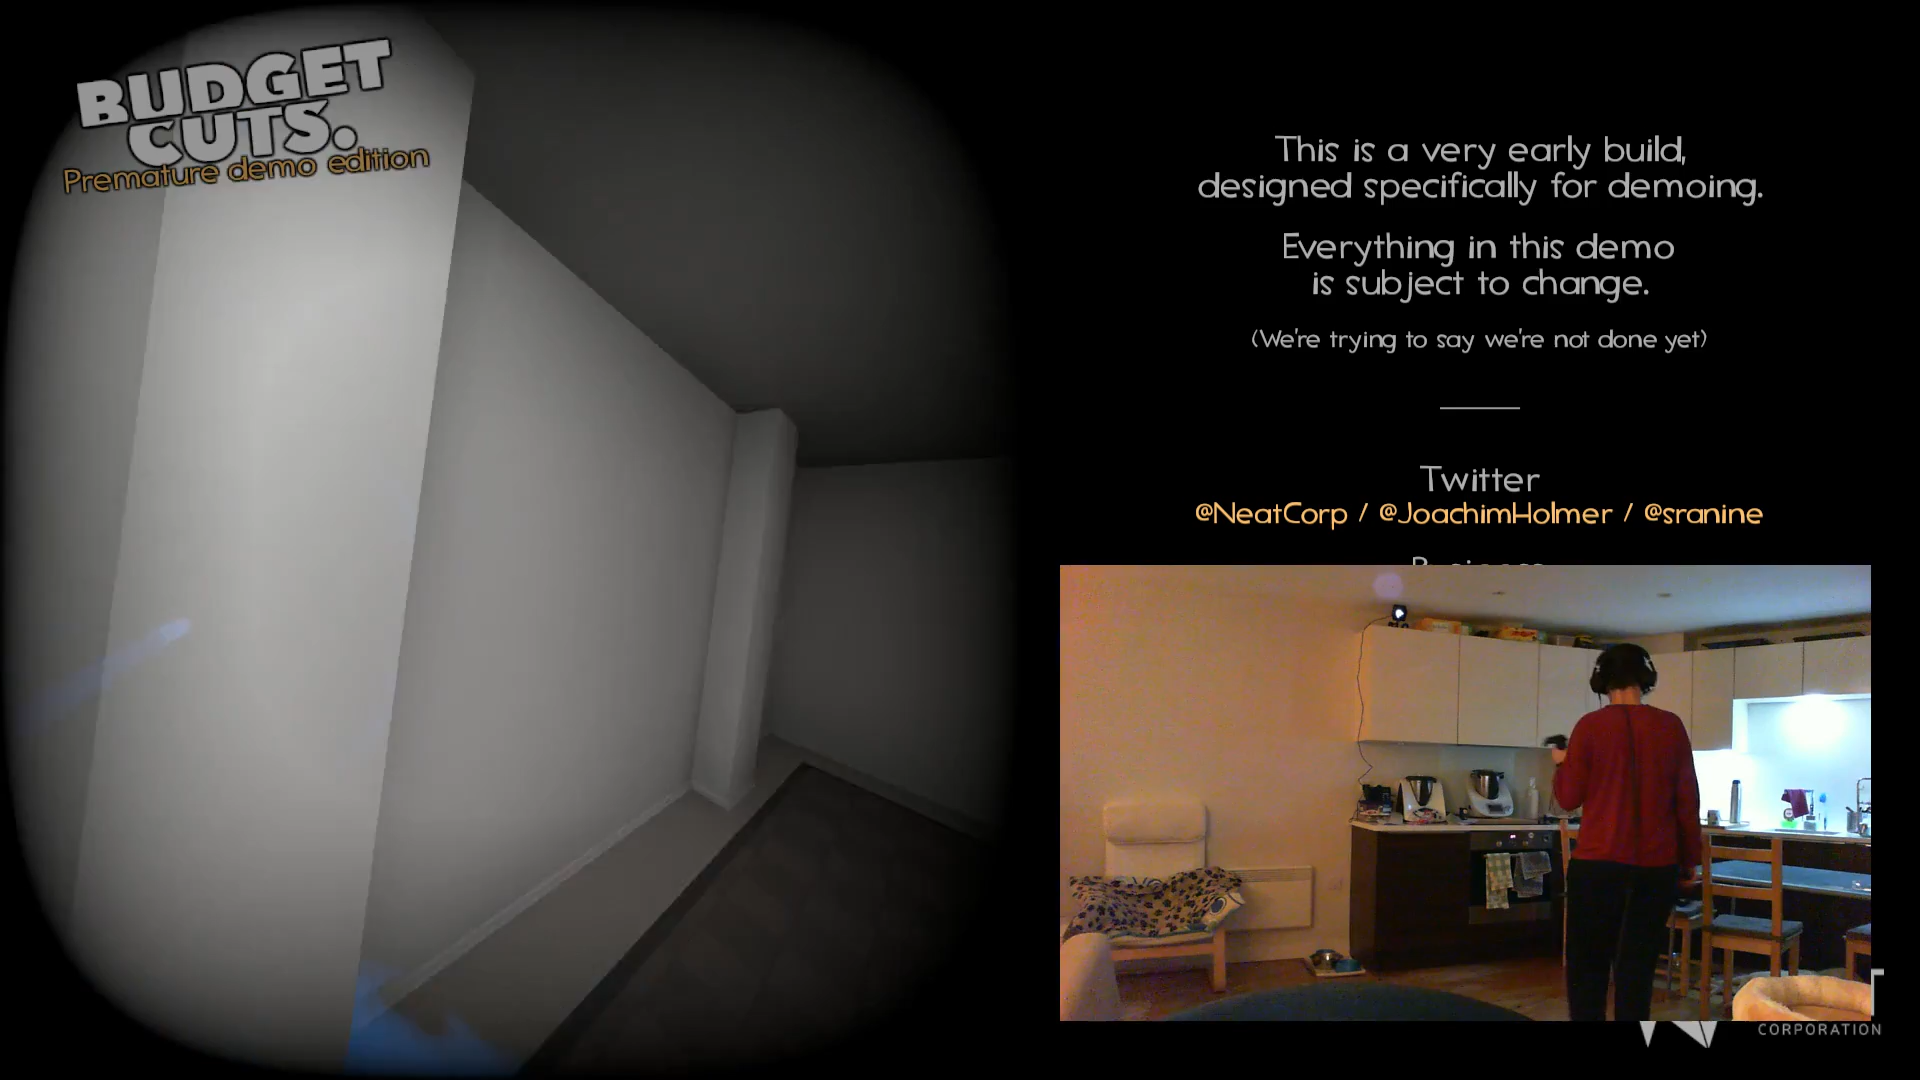 BUDGET
CUTS.
Premature demo edition
This is a very early build,
designed specifically for demoing.
Everything in this demo
is subject to change.
(We're trying to say we're not done yet)
Twitter
@NeatCorp / @JoachimHolmer / @sranine
CORPORATION